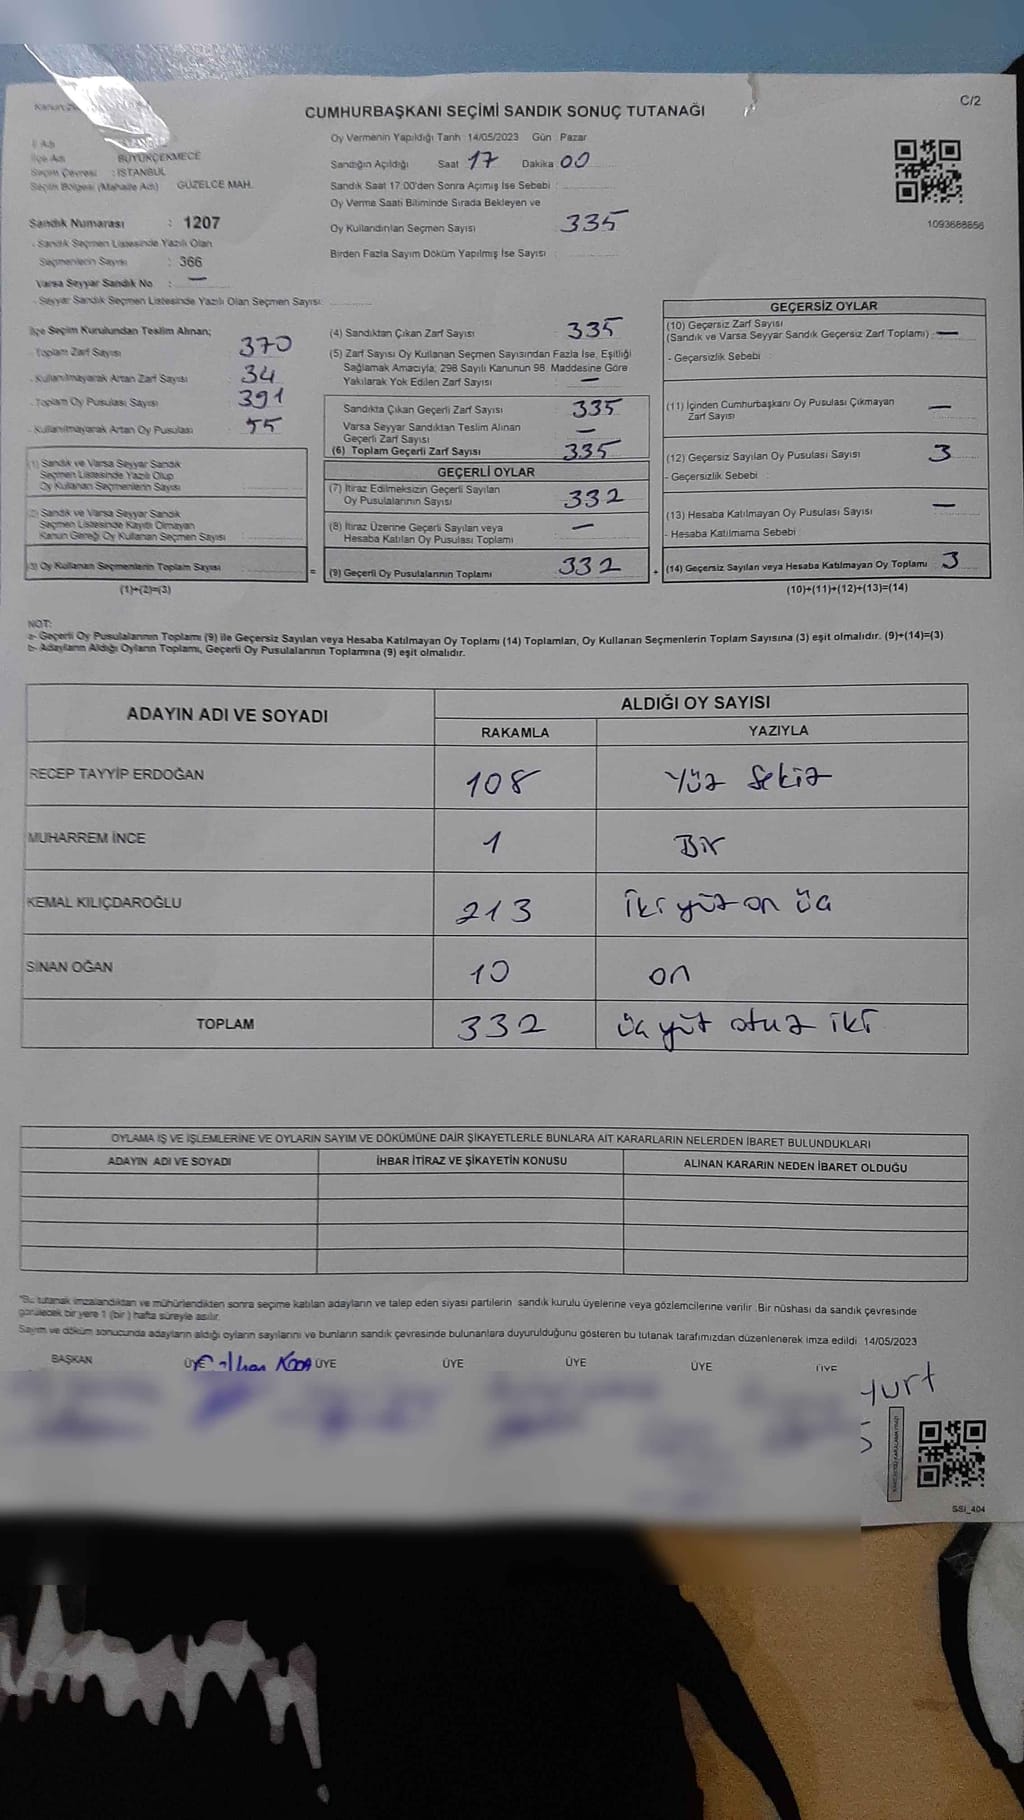 C/2
CUMHURBAŞKANI SEÇİMİ SANDIK SONUÇ TUTANAĞI
Oy Vermenin Yapıldığı Tarih :14/05/2023 Gün : Pazar
İl Adı
İlçe Adı BÜYÜKÇEKMECE
Seçim Çevresi : İSTANBUL
Seçim Bölgesi (Mahalle Adı) GÜZELCE MAH.
Sandığın Açıldığı Saat 17 Dakika 00
Sandık Saat 17.00'den Sonra Açımış İse Sebebi :
Oy Verme Saati Bitiminde Sırada Bekleyen ve
Oy Kullandırılan Seçmen Sayısı : 335
Birden Fazla Sayım Döküm Yapılmış İse Sayısı :
1093688856
Sandık Numarası : 1207
- Sandık Seçmen Listesinde Yazılı Olan
Seçmenlerin Sayısı : 366
Varsa Seyyar Sandık No : —
- Seyyar Sandık Seçmen Listesinde Yazılı Olan Seçmen Sayısı:
İlçe Seçim Kurulundan Teslim Alınan;
- Toplam Zarf Sayısı 370
- Kullanılmayarak Artan Zarf Sayısı 34
- Toplam Oy Pusulası Sayısı 391
- Kullanılmayarak Artan Oy Pusulası 55
(1) Sandık ve Varsa Seyyar Sandık
Seçmen Listesinde Yazılı Olup
Oy Kullanan Seçmenlerin Sayısı
(2) Sandık ve Varsa Seyyar Sandık
Seçmen Listesinde Kayıtlı Olmayan
Kanun Gereği Oy Kullanan Seçmen Sayısı :
(3) Oy Kullanan Seçmenlerin Toplam Sayısı
(1)+(2)=(3)
(4) Sandıktan Çıkan Zarf Sayısı 335
(5) Zarf Sayısı Oy Kullanan Seçmen Sayısından Fazla İse, Eşitliği
Sağlamak Amacıyla; 298 Sayılı Kanunun 98. Maddesine Göre
Yakılarak Yok Edilen Zarf Sayısı : —
Sandıkta Çıkan Geçerli Zarf Sayısı 335
Varsa Seyyar Sandıktan Teslim Alınan
Geçerli Zarf Sayısı —
(6) Toplam Geçerli Zarf Sayısı 335
GEÇERLİ OYLAR
(7) İtiraz Edilmeksizin Geçerli Sayılan
Oy Pusulalarının Sayısı 332
(8) İtiraz Üzerine Geçerli Sayılan veya
Hesaba Katılan Oy Pusulası Toplamı —
= (9) Geçerli Oy Pusulalarının Toplamı 332
GEÇERSİZ OYLAR
(10) Geçersiz Zarf Sayısı
(Sandık ve Varsa Seyyar Sandık Geçersiz Zarf Toplamı) : —
- Geçersizlik Sebebi :
(11) İçinden Cumhurbaşkanı Oy Pusulası Çıkmayan
Zarf Sayısı —
(12) Geçersiz Sayılan Oy Pusulası Sayısı 3
- Geçersizlik Sebebi :
(13) Hesaba Katılmayan Oy Pusulası Sayısı —
- Hesaba Katılmama Sebebi :
+ (14) Geçersiz Sayılan veya Hesaba Katılmayan Oy Toplamı 3
(10)+(11)+(12)+(13)=(14)
NOT:
a- Geçerli Oy Pusulalarının Toplamı (9) ile Geçersiz Sayılan veya Hesaba Katılmayan Oy Toplamı (14) Toplamları, Oy Kullanan Seçmenlerin Toplam Sayısına (3) eşit olmalıdır. (9)+(14)=(3)
b- Adayların Aldığı Oyların Toplamı, Geçerli Oy Pusulalarının Toplamına (9) eşit olmalıdır.
ADAYIN ADI VE SOYADI ALDIĞI OY SAYISI
RAKAMLA YAZIYLA
RECEP TAYYİP ERDOĞAN 108 Yüz sekiz
MUHARREM İNCE 1 Bir
KEMAL KILIÇDAROĞLU 213 iki yüz on üç
SİNAN OĞAN 10 on
TOPLAM 332 üç yüz otuz iki
OYLAMA İŞ VE İŞLEMLERİNE VE OYLARIN SAYIM VE DÖKÜMÜNE DAİR ŞİKAYETLERLE BUNLARA AİT KARARLARIN NELERDEN İBARET BULUNDUKLARI
ADAYIN ADI VE SOYADI İHBAR İTİRAZ VE ŞİKAYETİN KONUSU ALINAN KARARIN NEDEN İBARET OLDUĞU
*Bu tutanak imzalandıktan ve mühürlendikten sonra seçime katılan adayların ve talep eden siyasi partilerin sandık kurulu üyelerine veya gözlemcilerine verilir. Bir nüshası da sandık çevresinde
görülecek bir yere 1 (bir) hafta süreyle asılır.
Sayım ve döküm sonucunda adayların aldığı oyların sayılarını ve bunların sandık çevresinde bulunanlara duyurulduğunu gösteren bu tutanak tarafımızdan düzenlenerek imza edildi. 14/05/2023
BAŞKAN ÜYE ÜYE ÜYE ÜYE ÜYE ÜYE
yurt
SSİ_404